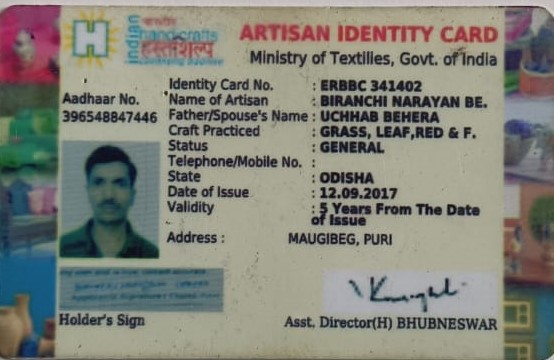 H
indian
भारतीय
handicrafts
हस्तशिल्प
ARTISAN IDENTITY CARD
Ministry of Textilies, Govt. of India
Aadhaar No.
396548847446
Identity Card No. : ERBBC 341402
Name of Artisan : BIRANCHI NARAYAN BE.
Father/Spouse's Name : UCHHAB BEHERA
Craft Practiced : GRASS, LEAF,RED & F.
Status : GENERAL
Telephone/Mobile No. :
State : ODISHA
Date of Issue : 12.09.2017
Validity : 5 Years From The Date
of Issue
Address : MAUGIBEG, PURI
Holder's Sign
Asst. Director(H) BHUBNESWAR